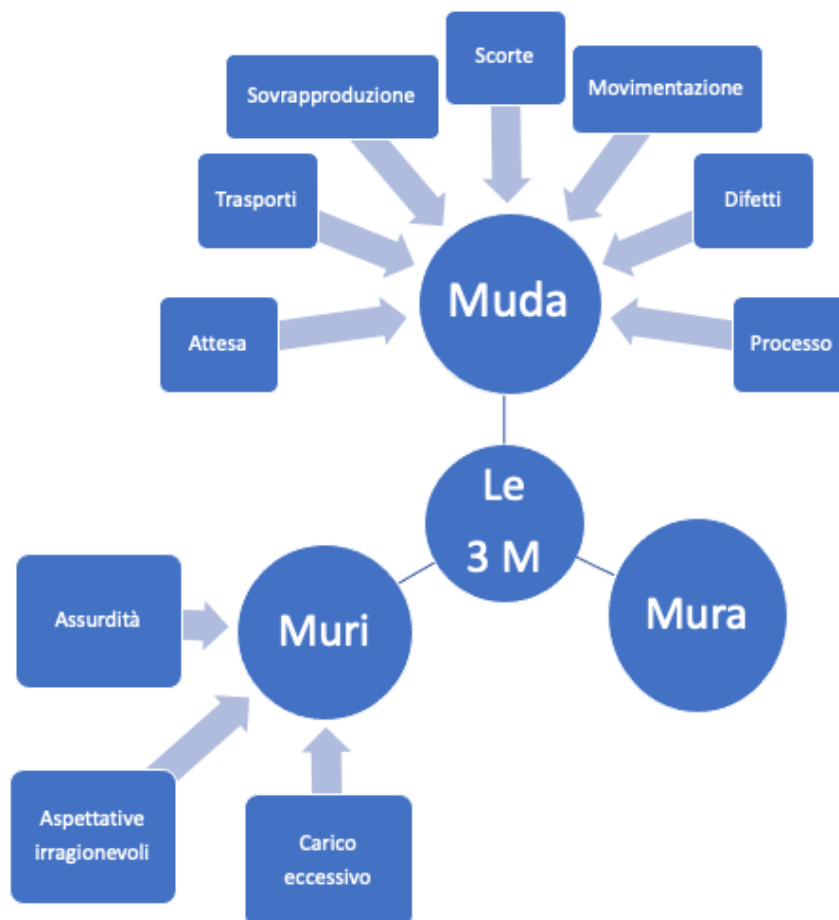 Scorte
Sovrapproduzione
Movimentazione
Trasporti
Difetti
Muda
Attesa
Processo
Le
3 M
Assurdità
Muri
Mura
Aspettative
irragionevoli
Carico
eccessivo